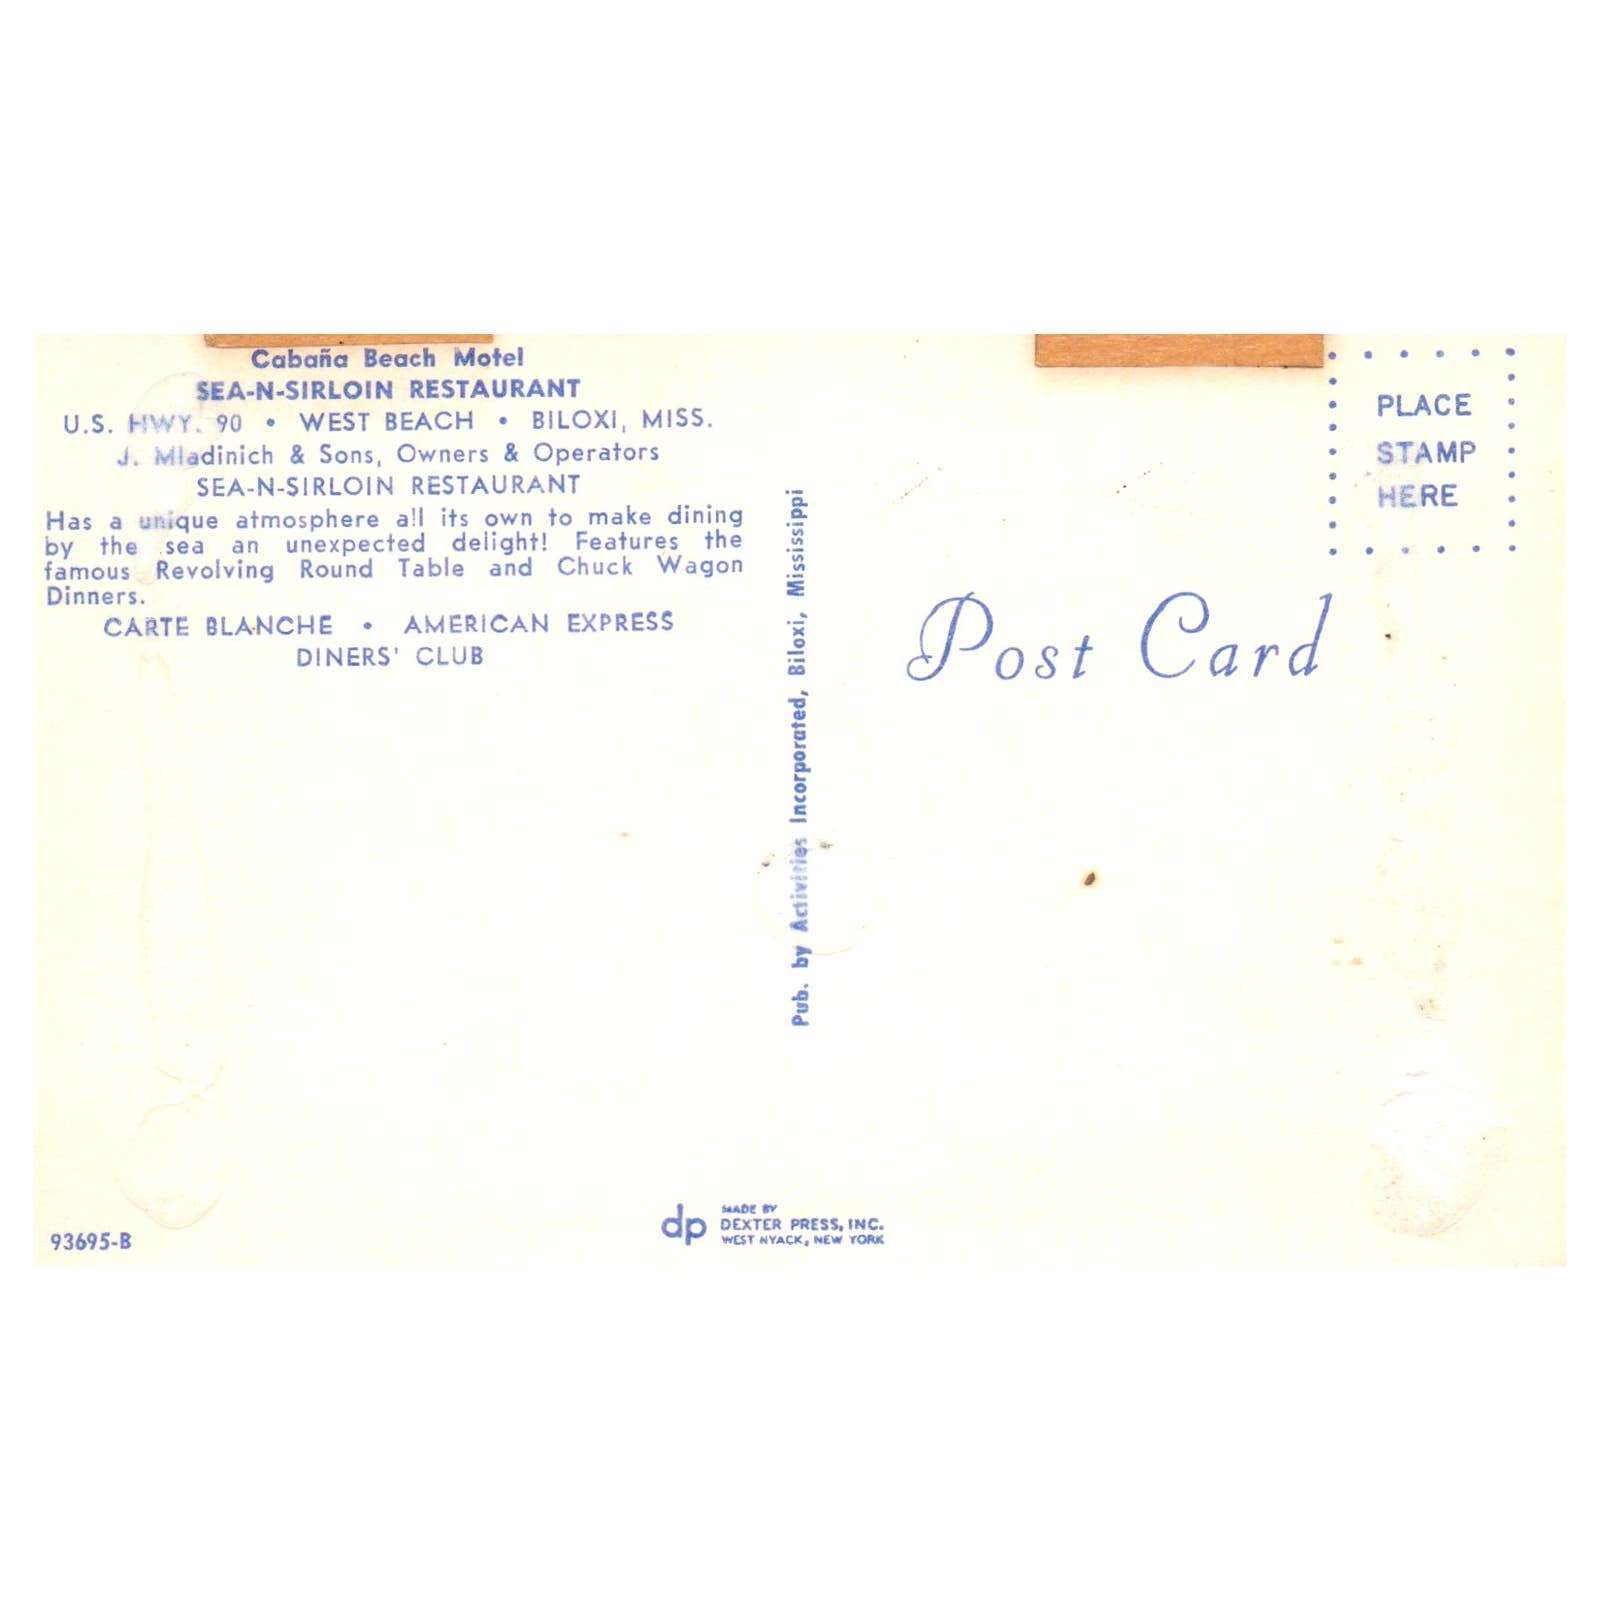 Cabaña Beach Motel
SEA-N-SIRLOIN RESTAURANT
U.S. HWY. 90 • WEST BEACH • BILOXI, MISS.
J. Mladinich & Sons, Owners & Operators
SEA-N-SIRLOIN RESTAURANT
Has a unique atmosphere all its own to make dining
by the sea an unexpected delight! Features the
famous Revolving Round Table and Chuck Wagon
Dinners.
CARTE BLANCHE • AMERICAN EXPRESS
DINERS' CLUB
Pub. by Activities Incorporated, Biloxi, Mississippi
PLACE
STAMP
HERE
Post Card
93695-B
dp
MADE BY
DEXTER PRESS, INC.
WEST NYACK, NEW YORK